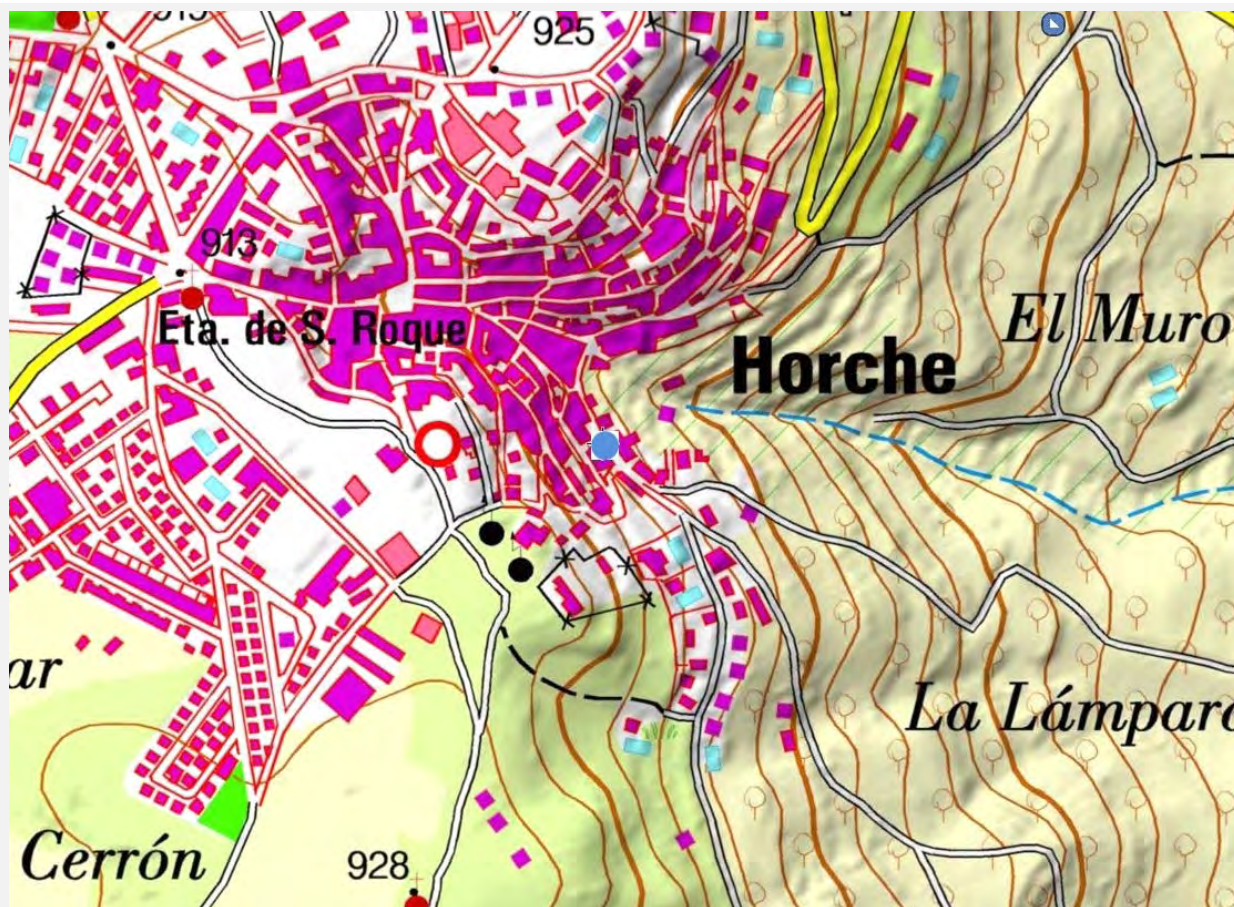 925
913
Eta. de S. Roque
El Muro
Horche
ar
La Lámpara
Cerrón
928